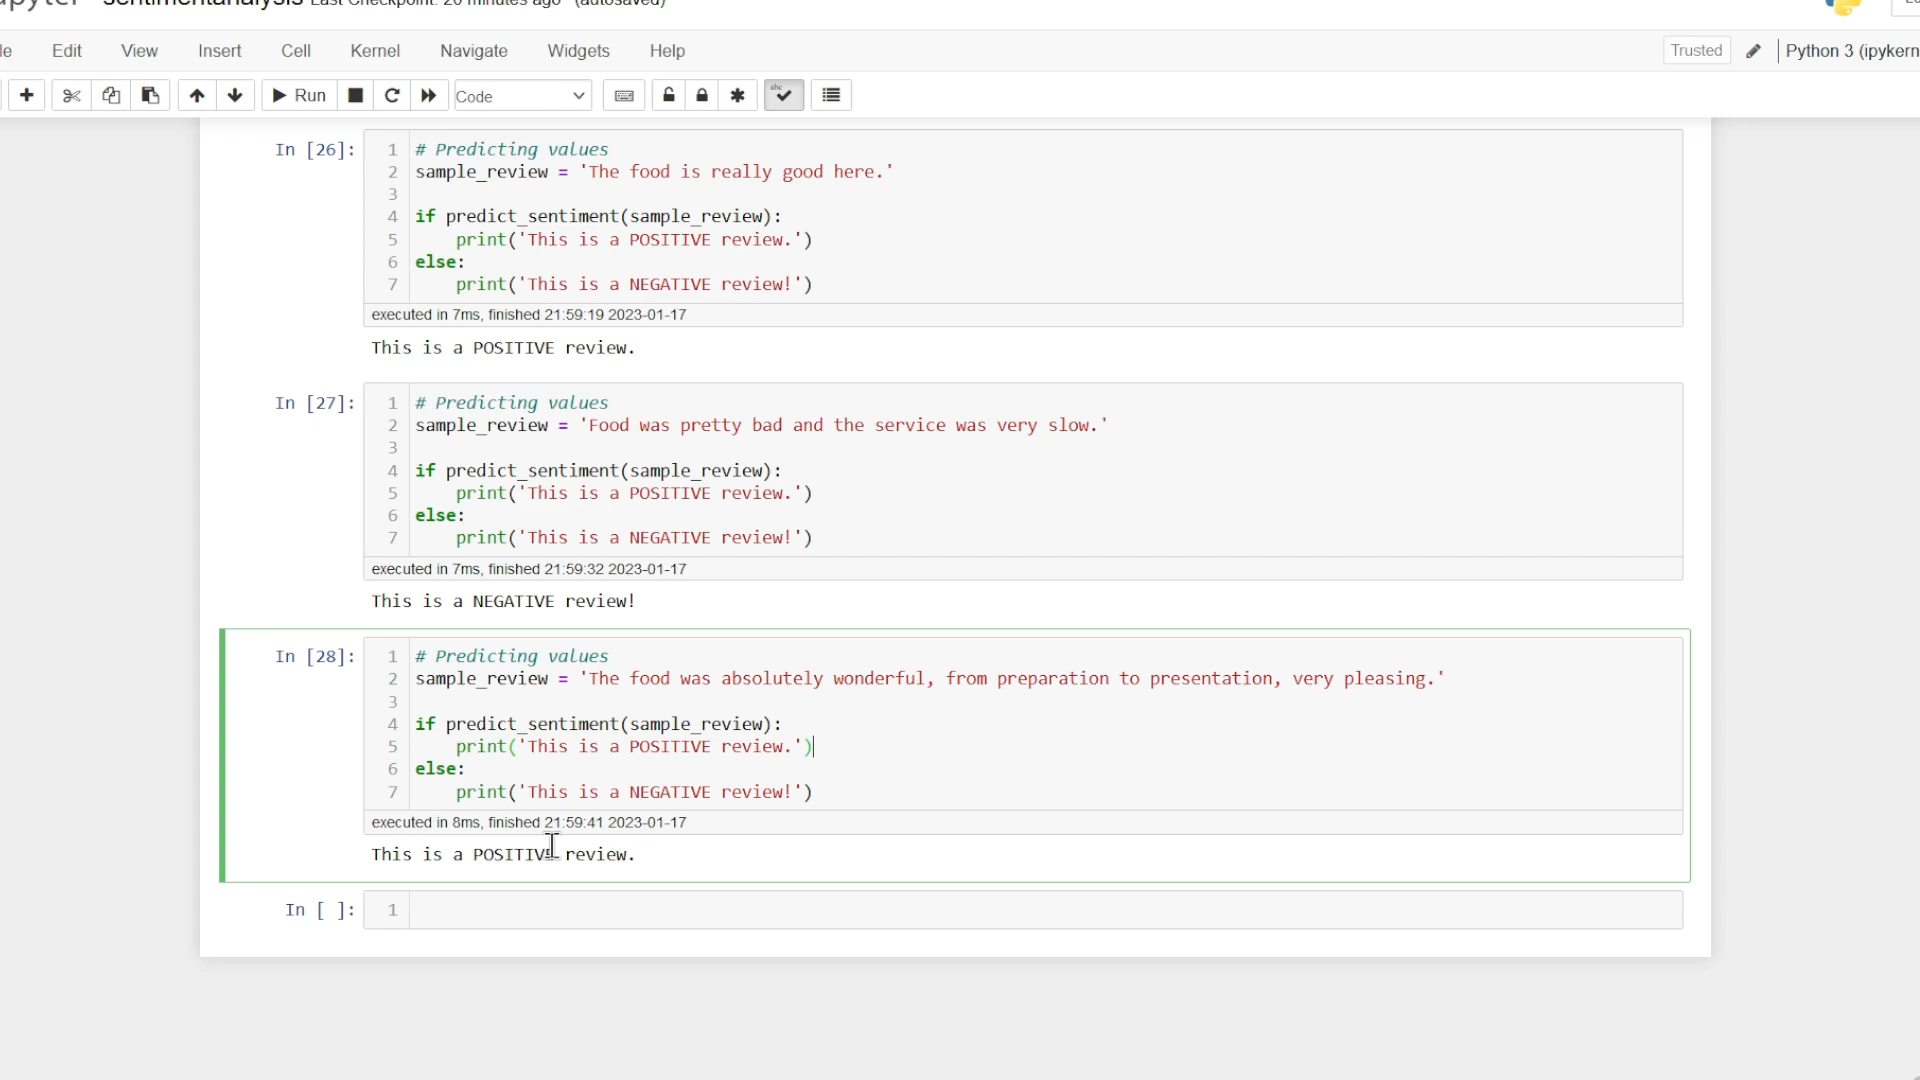 Edit View Insert Cell Kernel Navigate Widgets Help Trusted Python 3
Run Code
In [26]:
1 # Predicting values
2 sample_review = 'The food is really good here.'
3
4 if predict_sentiment(sample_review):
5 print('This is a POSITIVE review.')
6 else:
7 print('This is a NEGATIVE review!')
executed in 7ms, finished 21:59:19 2023-01-17
This is a POSITIVE review.
In [27]:
1 # Predicting values
2 sample_review = 'Food was pretty bad and the service was very slow.'
3
4 if predict_sentiment(sample_review):
5 print('This is a POSITIVE review.')
6 else:
7 print('This is a NEGATIVE review!')
executed in 7ms, finished 21:59:32 2023-01-17
This is a NEGATIVE review!
In [28]:
1 # Predicting values
2 sample_review = 'The food was absolutely wonderful, from preparation to presentation, very pleasing.'
3
4 if predict_sentiment(sample_review):
5 print('This is a POSITIVE review.')
6 else:
7 print('This is a NEGATIVE review!')
executed in 8ms, finished 21:59:41 2023-01-17
This is a POSITIVE review.
In [ ]:
1